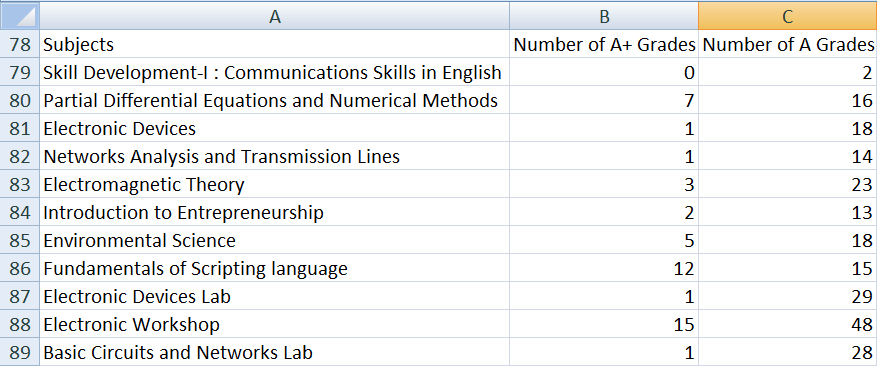 A B C
78 Subjects Number of A+ Grades Number of A Grades
79 Skill Development-I : Communications Skills in English 0 2
80 Partial Differential Equations and Numerical Methods 7 16
81 Electronic Devices 1 18
82 Networks Analysis and Transmission Lines 1 14
83 Electromagnetic Theory 3 23
84 Introduction to Entrepreneurship 2 13
85 Environmental Science 5 18
86 Fundamentals of Scripting language 12 15
87 Electronic Devices Lab 1 29
88 Electronic Workshop 15 48
89 Basic Circuits and Networks Lab 1 28